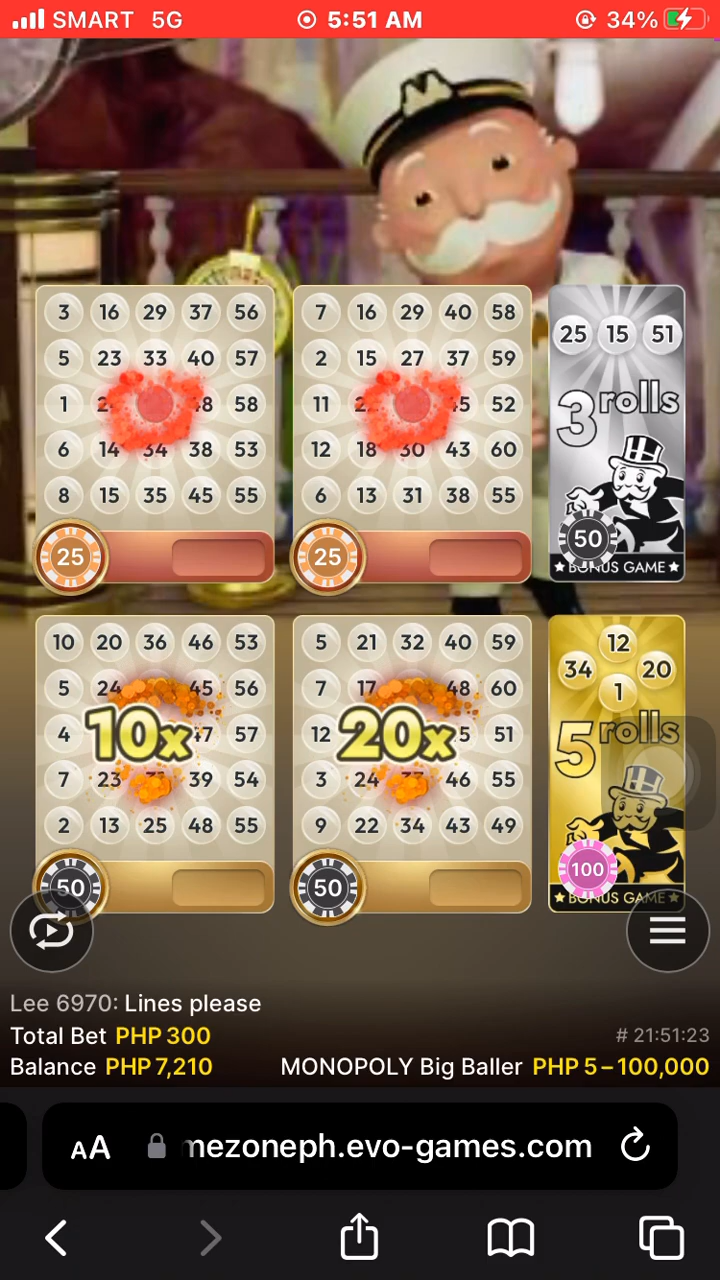 SMART 5G 5:51 AM 34%
3 16 29 37 56
5 23 33 40 57
1 58
6 14 34 38 53
8 15 35 45 55
25
7 16 29 40 58
2 15 27 37 59
11 52
12 18 30 43 60
6 13 31 38 55
25
25 15 51
3 rolls
50
BONUS GAME
10 20 36 46 53
5 24 45 56
4 10x 57
7 23 39 54
2 13 25 48 55
50
5 21 32 40 59
7 17 48 60
12 20x 51
3 24 46 55
9 22 34 43 49
50
12
34 20
1
5 rolls
100
BONUS GAME
Lee 6970: Lines please
Total Bet PHP 300 # 21:51:23
Balance PHP 7,210 MONOPOLY Big Baller PHP 5–100,000
AA mezoneph.evo-games.com